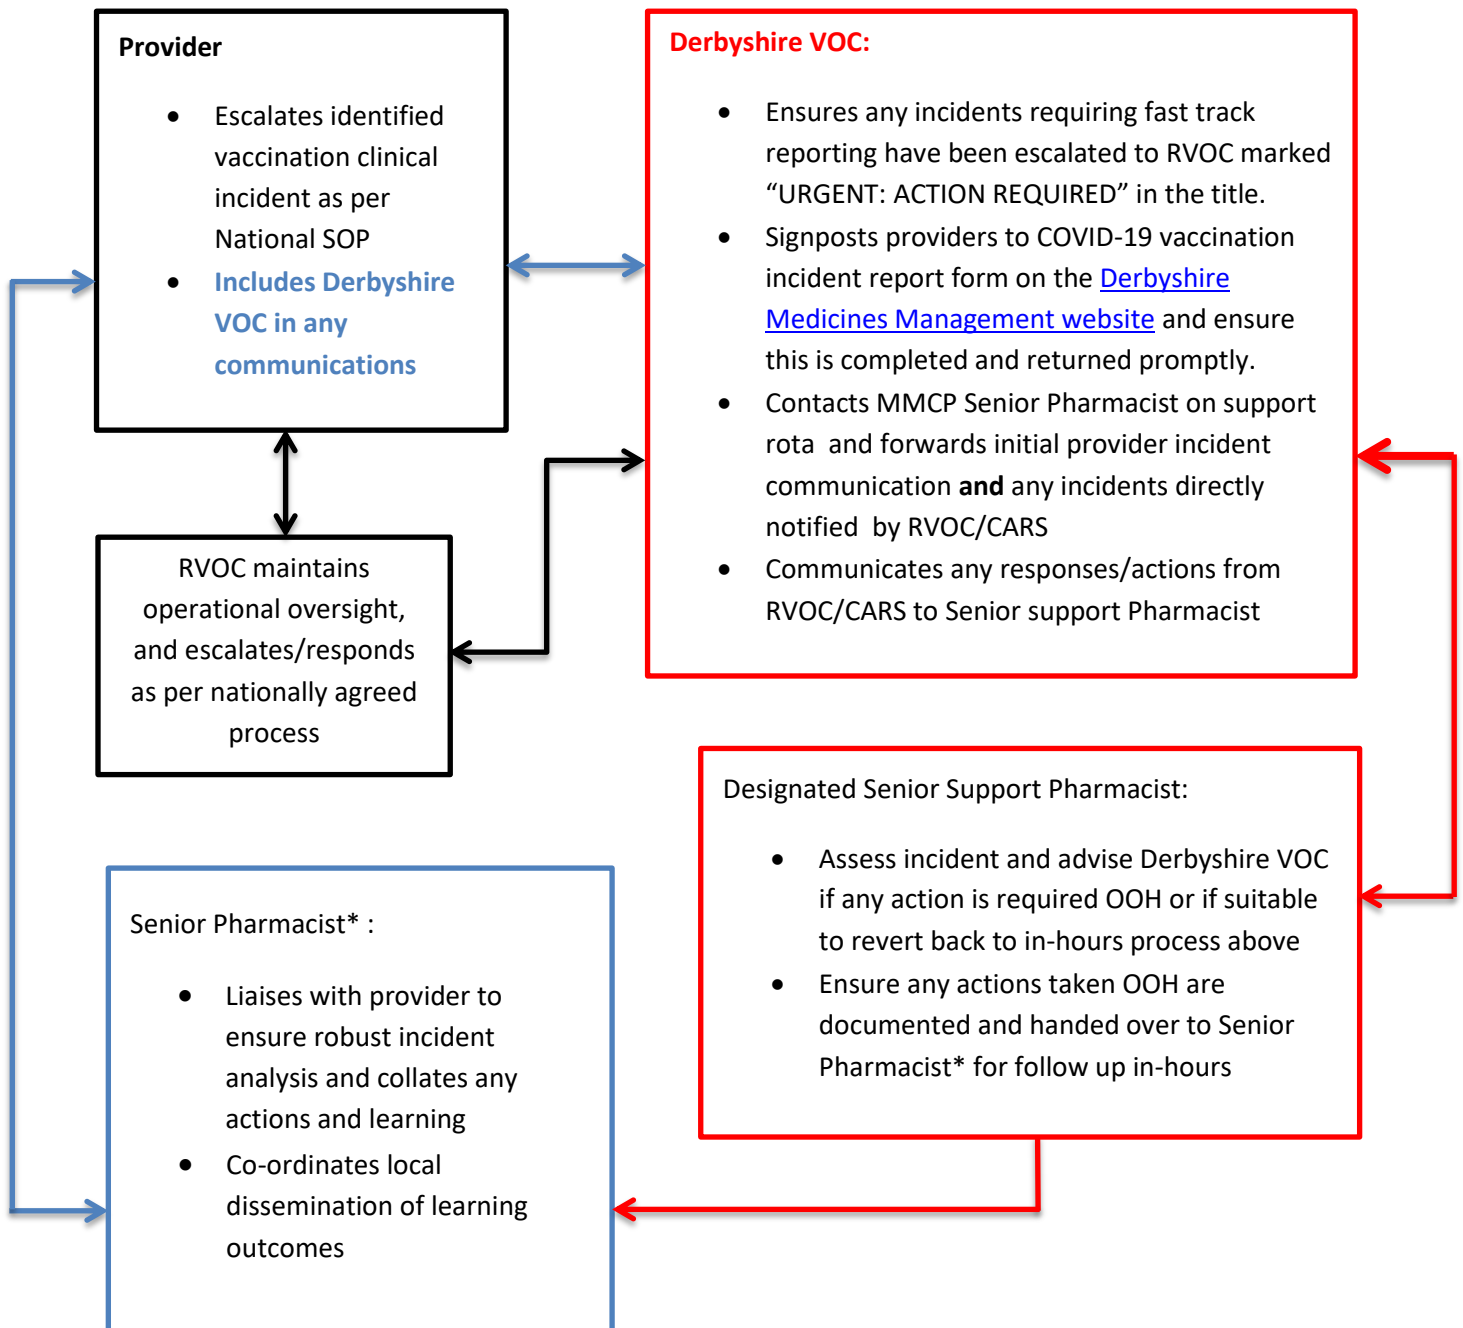 Provider
• Escalates identified
vaccination clinical
incident as per
National SOP
• Includes Derbyshire
VOC in any
communications
Derbyshire VOC:
• Ensures any incidents requiring fast track
reporting have been escalated to RVOC marked
“URGENT: ACTION REQUIRED” in the title.
• Signposts providers to COVID-19 vaccination
incident report form on the Derbyshire
Medicines Management website and ensure
this is completed and returned promptly.
• Contacts MMCP Senior Pharmacist on support
rota and forwards initial provider incident
communication and any incidents directly
notified by RVOC/CARS
• Communicates any responses/actions from
RVOC/CARS to Senior support Pharmacist
RVOC maintains
operational oversight,
and escalates/responds
as per nationally agreed
process
Designated Senior Support Pharmacist:
• Assess incident and advise Derbyshire VOC
if any action is required OOH or if suitable
to revert back to in-hours process above
• Ensure any actions taken OOH are
documented and handed over to Senior
Pharmacist* for follow up in-hours
Senior Pharmacist* :
• Liaises with provider to
ensure robust incident
analysis and collates any
actions and learning
• Co-ordinates local
dissemination of learning
outcomes